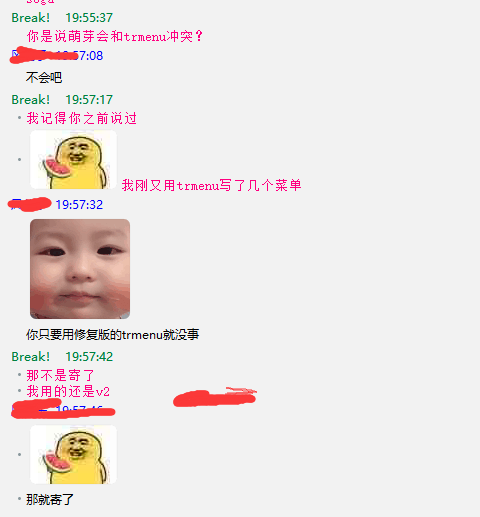 Break! 19:55:37
你是说萌芽会和trmenu冲突?
19:57:08
不会吧
Break! 19:57:17
我记得你之前说过
我刚又用trmenu写了几个菜单
19:57:32
你只要用修复版的trmenu就没事
Break! 19:57:42
那不是寄了
我用的还是v2
19:57:46
那就寄了